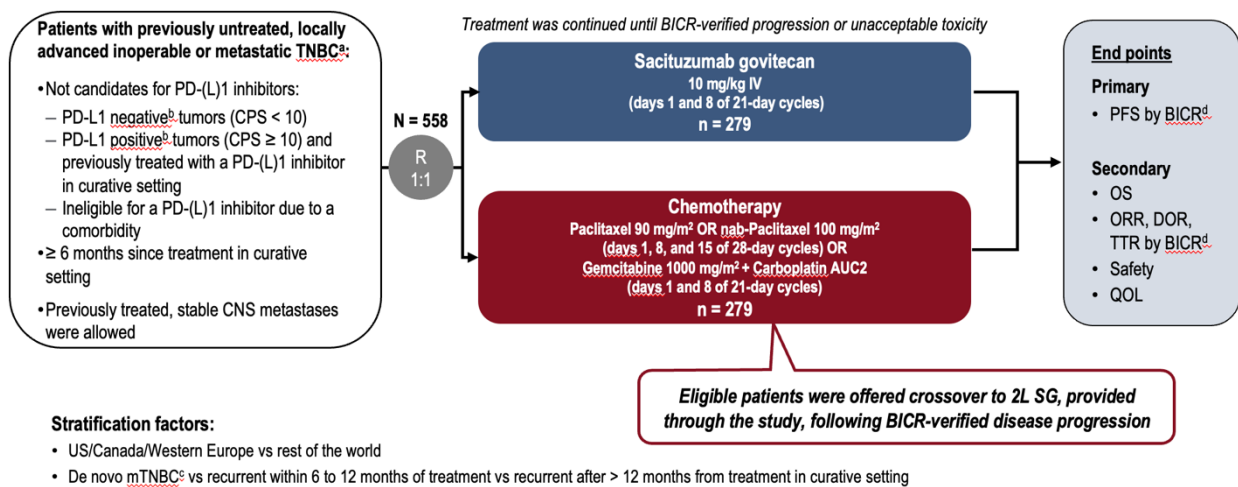 Patients with previously untreated, locally
advanced inoperable or metastatic TNBCa:
•Not candidates for PD-(L)1 inhibitors:
– PD-L1 negativeb tumors (CPS < 10)
– PD-L1 positiveb tumors (CPS ≥ 10) and
previously treated with a PD-(L)1 inhibitor
in curative setting
– Ineligible for a PD-(L)1 inhibitor due to a
comorbidity
•≥ 6 months since treatment in curative
setting
•Previously treated, stable CNS metastases
were allowed
N = 558
R
1:1
Treatment was continued until BICR-verified progression or unacceptable toxicity
Sacituzumab govitecan
10 mg/kg IV
(days 1 and 8 of 21-day cycles)
n = 279
Chemotherapy
Paclitaxel 90 mg/m² OR nab-Paclitaxel 100 mg/m²
(days 1, 8, and 15 of 28-day cycles) OR
Gemcitabine 1000 mg/m² + Carboplatin AUC2
(days 1 and 8 of 21-day cycles)
n = 279
Eligible patients were offered crossover to 2L SG, provided
through the study, following BICR-verified disease progression
End points
Primary
• PFS by BICRd
Secondary
• OS
• ORR, DOR,
TTR by BICRd
• Safety
• QOL
Stratification factors:
• US/Canada/Western Europe vs rest of the world
• De novo mTNBCc vs recurrent within 6 to 12 months of treatment vs recurrent after > 12 months from treatment in curative setting